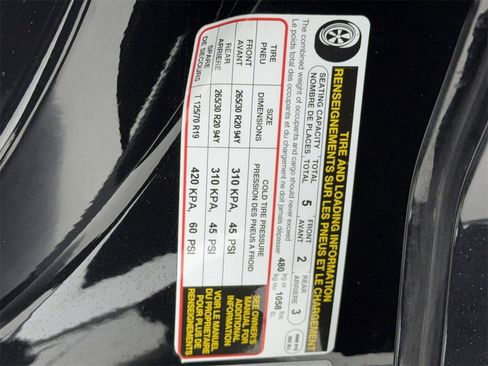 TIRE AND LOADING INFORMATION
RENSEIGNEMENTS SUR LES PNEUS ET LE CHARGEMENT
SEATING CAPACITY TOTAL 5 FRONT 2 REAR 3
NOMBRE DE PLACES TOTAL AVANT ARRIÈRE
The combined weight of occupants and cargo should never exceed 480 kg or 1058 lbs
Le poids total des occupants et du chargement ne doit jamais dépasser kg ou lb.
TIRE SIZE COLD TIRE PRESSURE
PNEU DIMENSIONS PRESSION DES PNEUS A FROID
FRONT 265/30 R20 94Y 310 KPA, 45 PSI
AVANT
REAR 265/30 R20 94Y 310 KPA, 45 PSI
ARRIERE
SPARE T 125/70 R19 420 KPA, 60 PSI
DE SECOURS
SEE OWNER'S
MANUAL FOR
ADDITIONAL
INFORMATION
VOIR LE MANUEL
DU PROPRIETAIRE
POUR PLUS DE